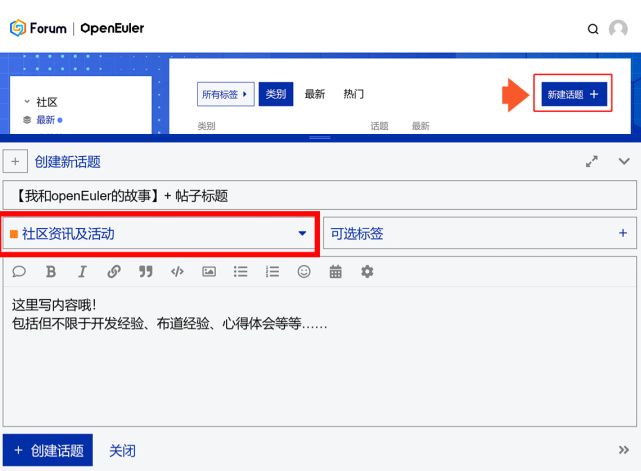 Forum | OpenEuler
社区
最新
所有标签 类别 最新 热门 新建话题 +
类别 话题 最新
+ 创建新话题
【我和openEuler的故事】+ 帖子标题
社区资讯及活动 可选标签 +
B I
这里写内容哦!
包括但不限于开发经验、布道经验、心得体会等等……
+ 创建话题 关闭